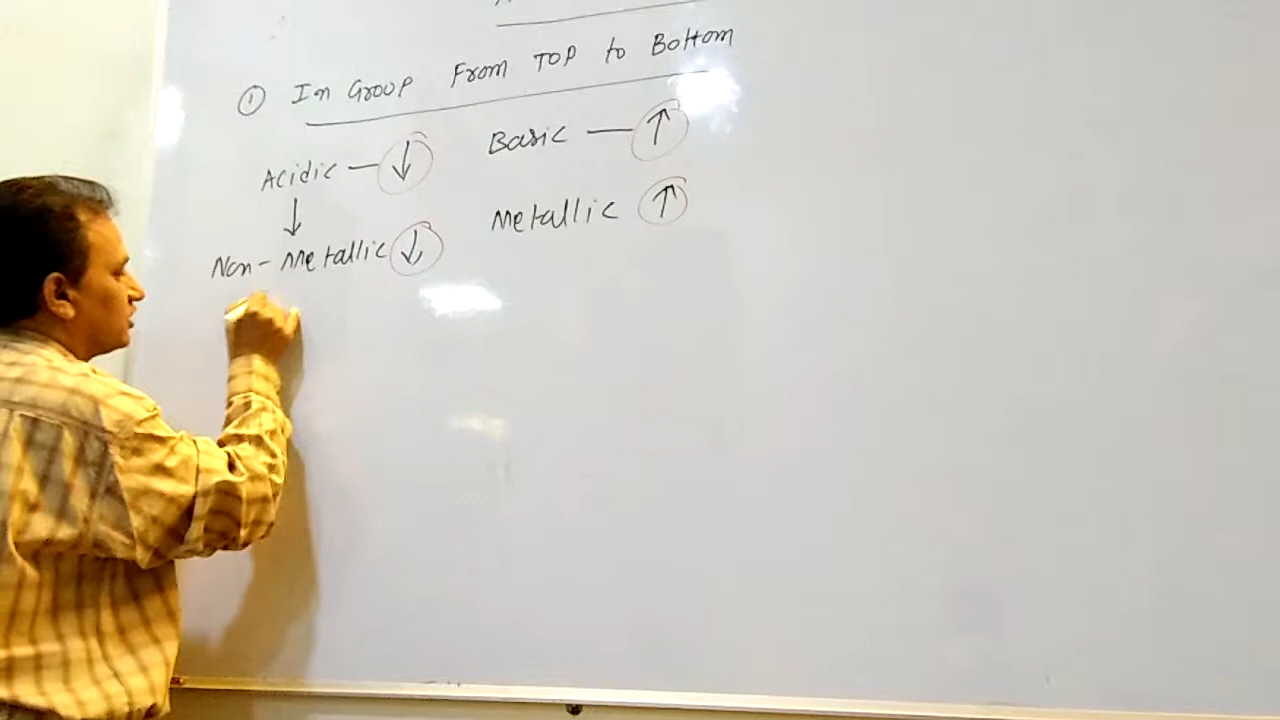 ① In Group From Top to Bottom
Acidic — ↓ Basic — ↑
↓
Non-Metallic ↓ Metallic ↑